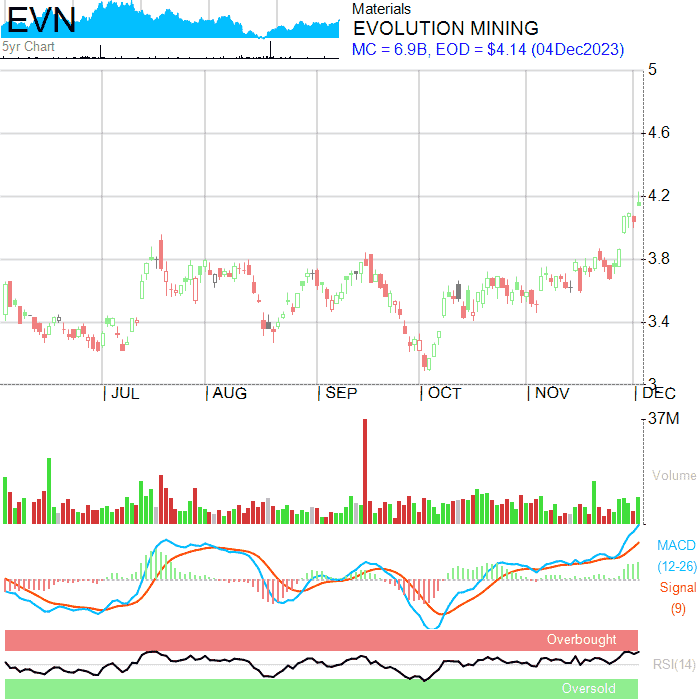 EVN
5yr Chart
Materials
EVOLUTION MINING
MC = 6.9B, EOD = $4.14 (04Dec2023)
5
4.6
4.2
3.8
3.4
3
JUL
AUG
SEP
OCT
NOV
DEC
37M
Volume
MACD
(12-26)
Signal
(9)
Overbought
RSI(14)
Oversold